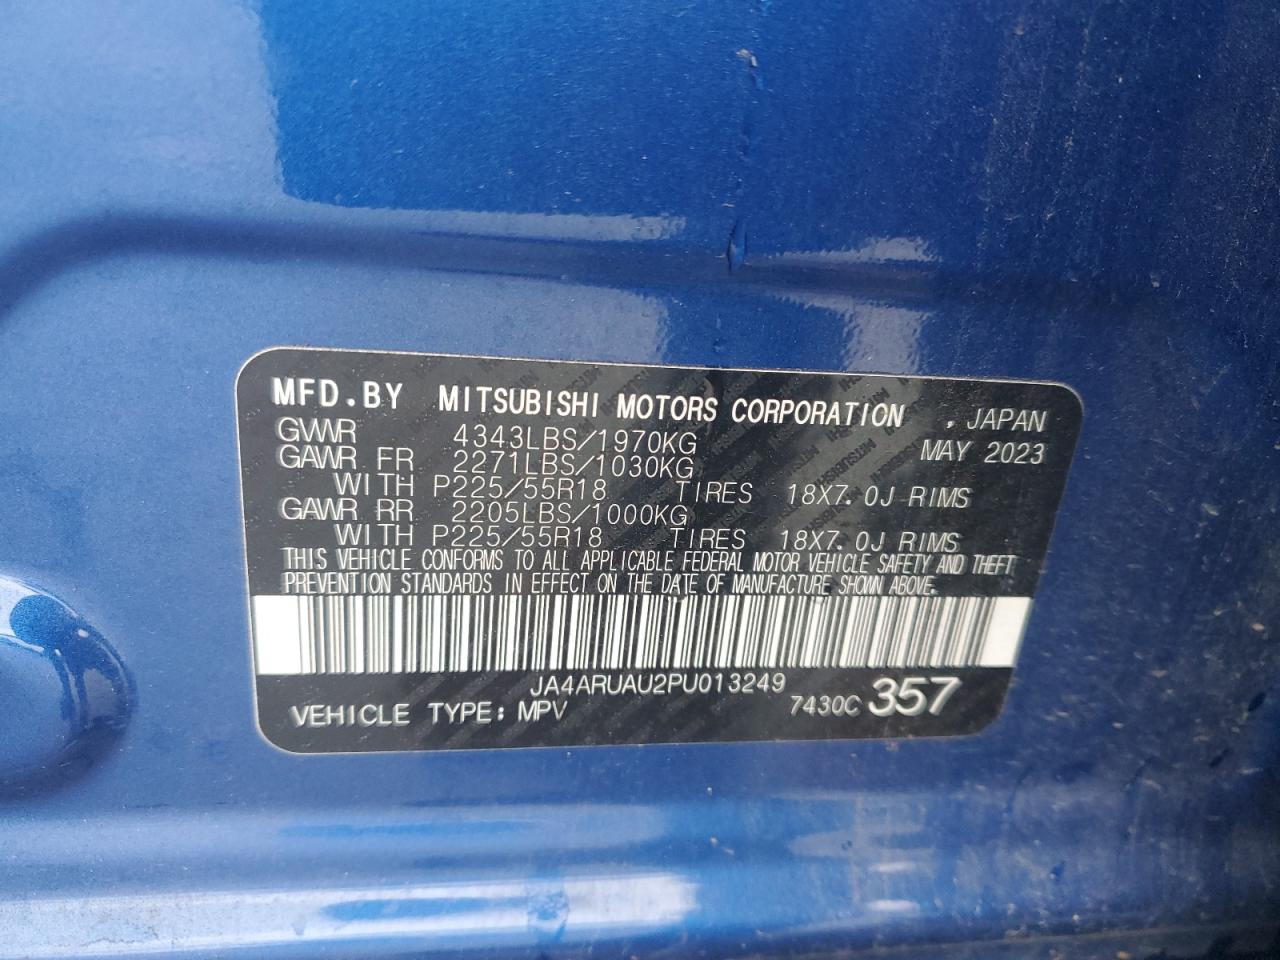 MFD.BY MITSUBISHI MOTORS CORPORATION , JAPAN
GVWR 4343LBS/1970KG MAY 2023
GAWR FR 2271LBS/1030KG
WITH P225/55R18 TIRES 18X7.0J RIMS
GAWR RR 2205LBS/1000KG
WITH P225/55R18 TIRES 18X7.0J RIMS
THIS VEHICLE CONFORMS TO ALL APPLICABLE FEDERAL MOTOR VEHICLE SAFETY AND THEFT
PREVENTION STANDARDS IN EFFECT ON THE DATE OF MANUFACTURE SHOWN ABOVE.
JA4ARUAU2PU013249
VEHICLE TYPE: MPV 7430C 357